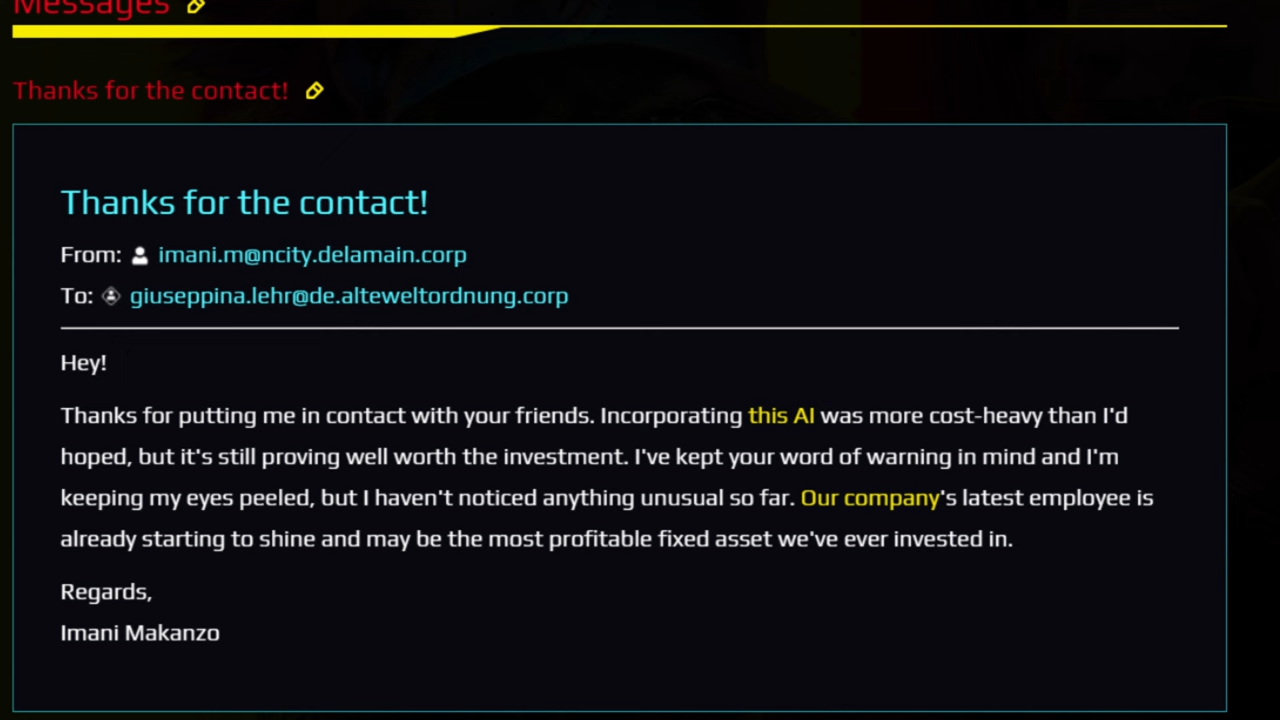 Messages
Thanks for the contact!
Thanks for the contact!
From: imani.m@ncity.delamain.corp
To: giuseppina.lehr@de.alteweltordnung.corp
Hey!
Thanks for putting me in contact with your friends. Incorporating this AI was more cost-heavy than I'd
hoped, but it's still proving well worth the investment. I've kept your word of warning in mind and I'm
keeping my eyes peeled, but I haven't noticed anything unusual so far. Our company's latest employee is
already starting to shine and may be the most profitable fixed asset we've ever invested in.
Regards,
Imani Makanzo